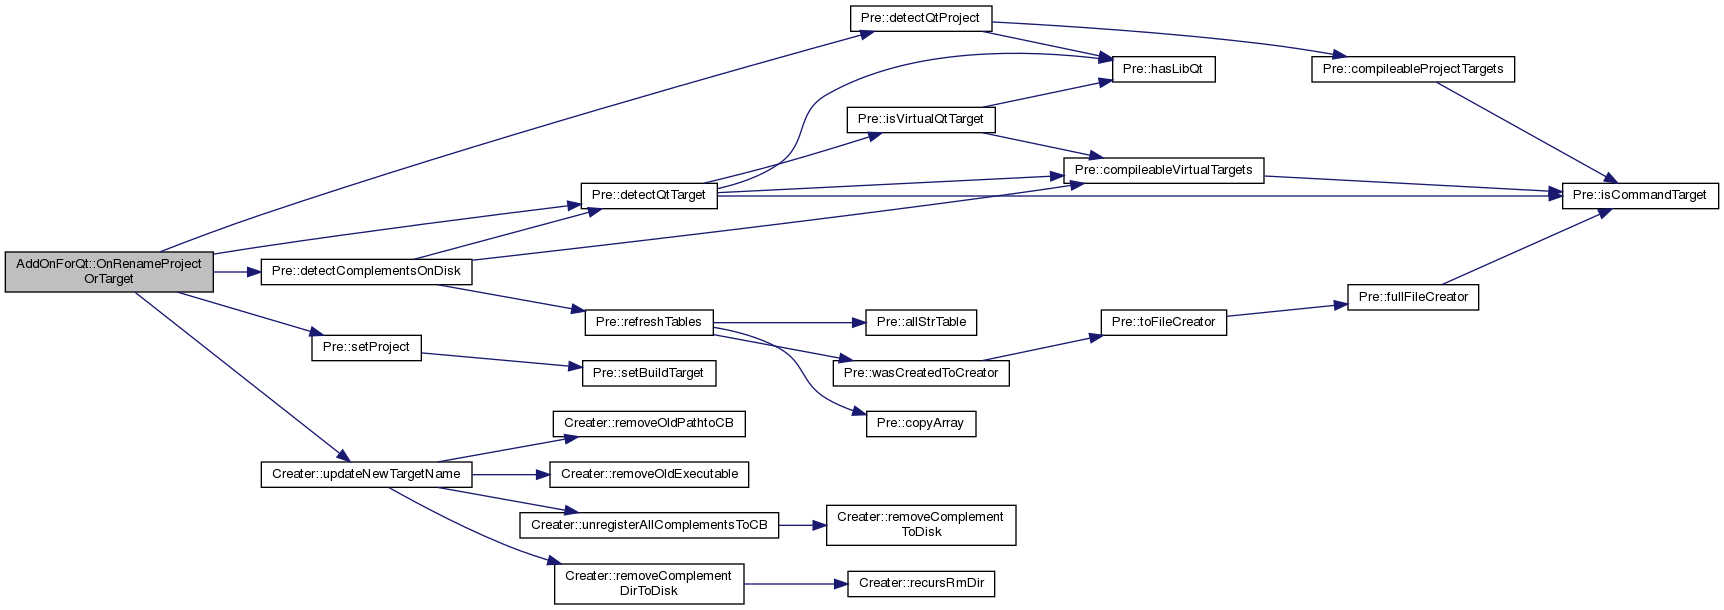 Pre::detectQtProject
Pre::hasLibQt
Pre::compileableProjectTargets
Pre::isVirtualQtTarget
Pre::compileableVirtualTargets
Pre::detectQtTarget
Pre::isCommandTarget
AddOnForQt::OnRenameProject
OrTarget
Pre::detectComplementsOnDisk
Pre::fullFileCreator
Pre::refreshTables
Pre::allStrTable
Pre::toFileCreator
Pre::setProject
Pre::setBuildTarget
Pre::wasCreatedToCreator
Creater::removeOldPathtoCB
Pre::copyArray
Creater::updateNewTargetName
Creater::removeOldExecutable
Creater::unregisterAllComplementsToCB
Creater::removeComplement
ToDisk
Creater::removeComplement
DirToDisk
Creater::recursRmDir